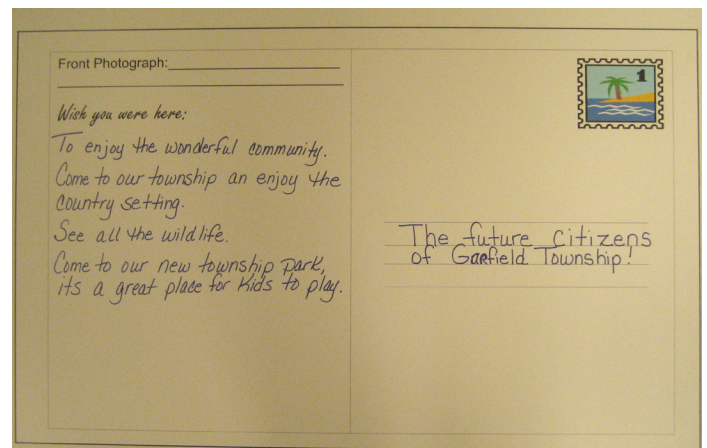 Front Photograph:
Wish you were here:
To enjoy the wonderful community.
Come to our township an enjoy the
country setting.
See all the wildlife.
Come to our new township park,
its a great place for kids to play.
1
The future citizens
of Garfield Township!